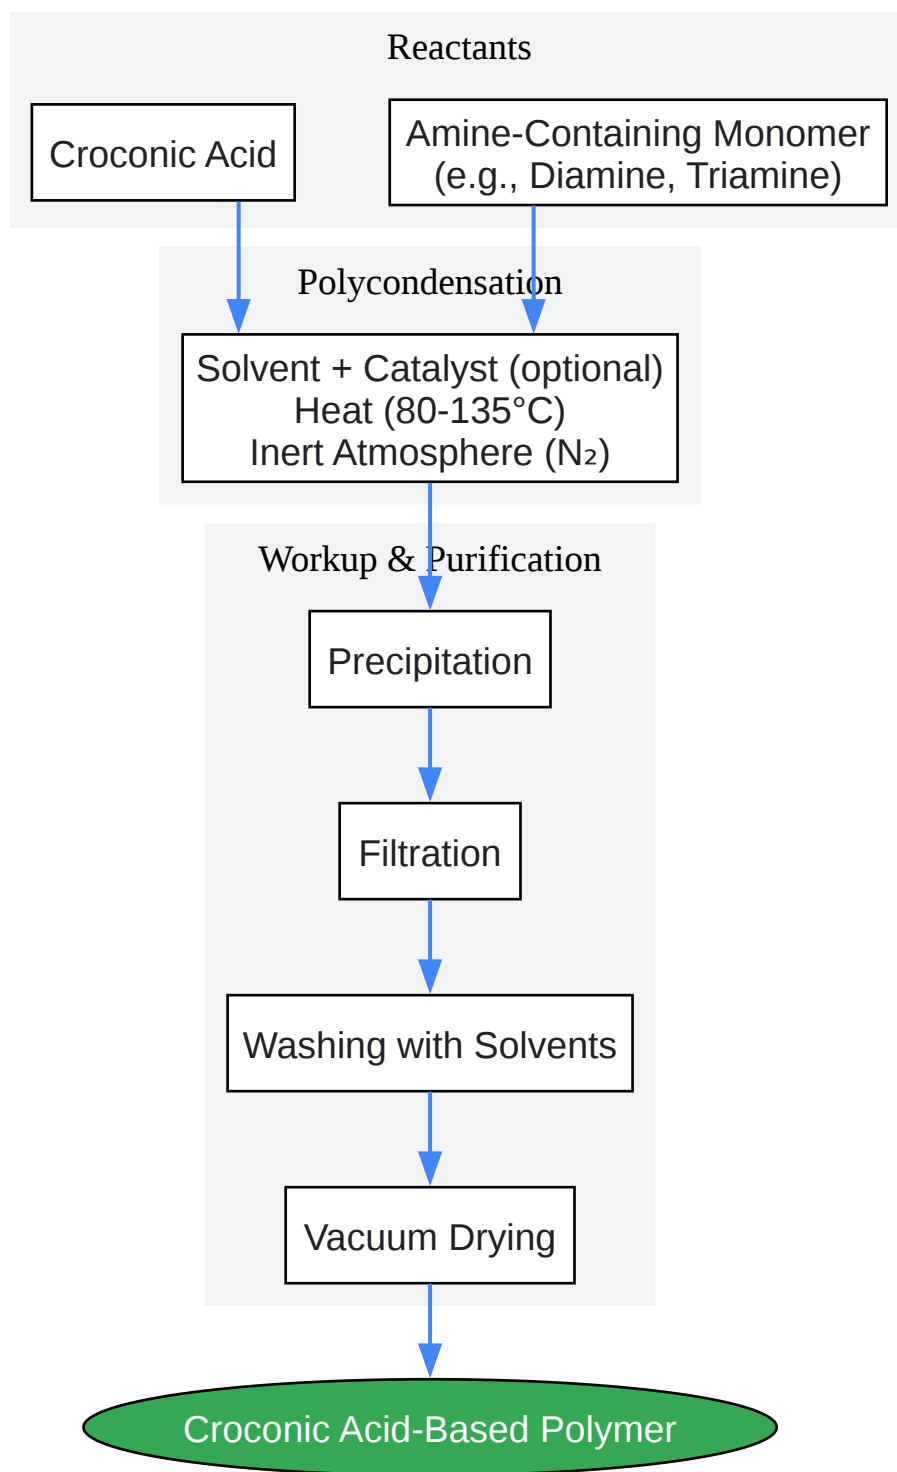 Reactants
Croconic Acid
Amine-Containing Monomer
(e.g., Diamine, Triamine)
Polycondensation
Solvent + Catalyst (optional)
Heat (80-135°C)
Inert Atmosphere (N₂)
Workup & Purification
Precipitation
Filtration
Washing with Solvents
Vacuum Drying
Croconic Acid-Based Polymer